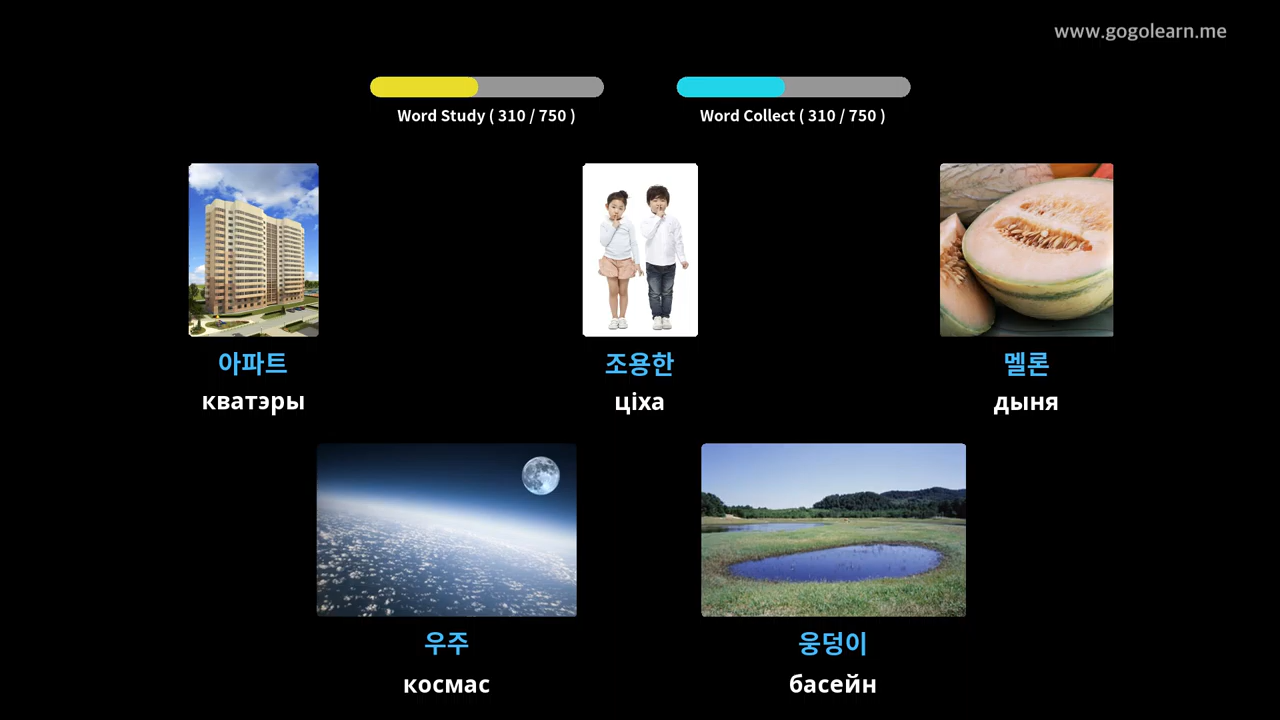 www.gogolearn.me
Word Study ( 310 / 750 )
Word Collect ( 310 / 750 )
아파트
кватэры
조용한
ціха
멜론
дыня
우주
космас
웅덩이
басейн